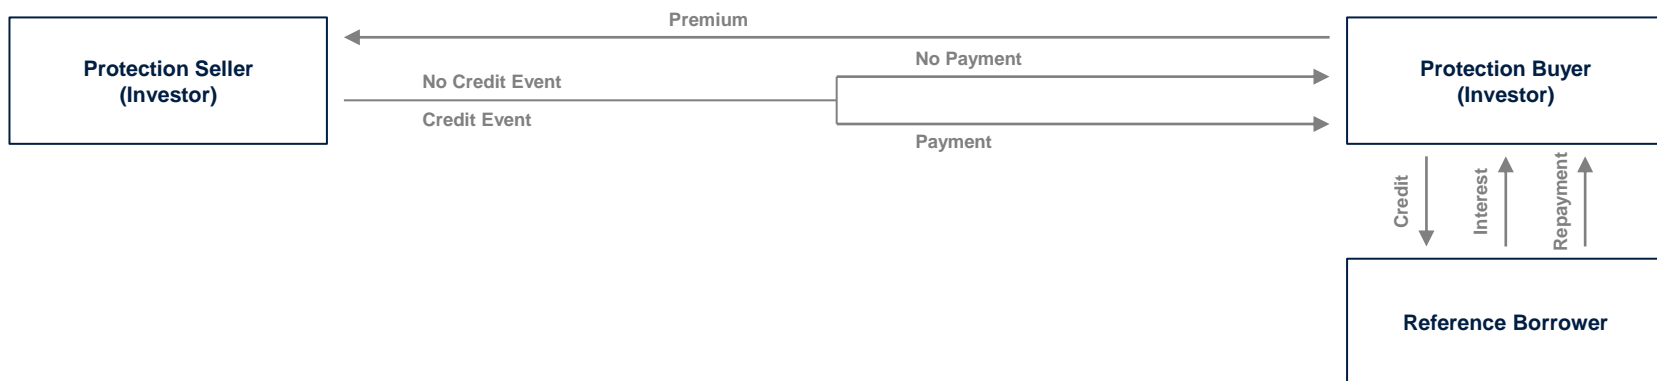 Premium
Protection Seller
(Investor)
No Credit Event
Credit Event
No Payment
Payment
Protection Buyer
(Investor)
Credit
Interest
Repayment
Reference Borrower